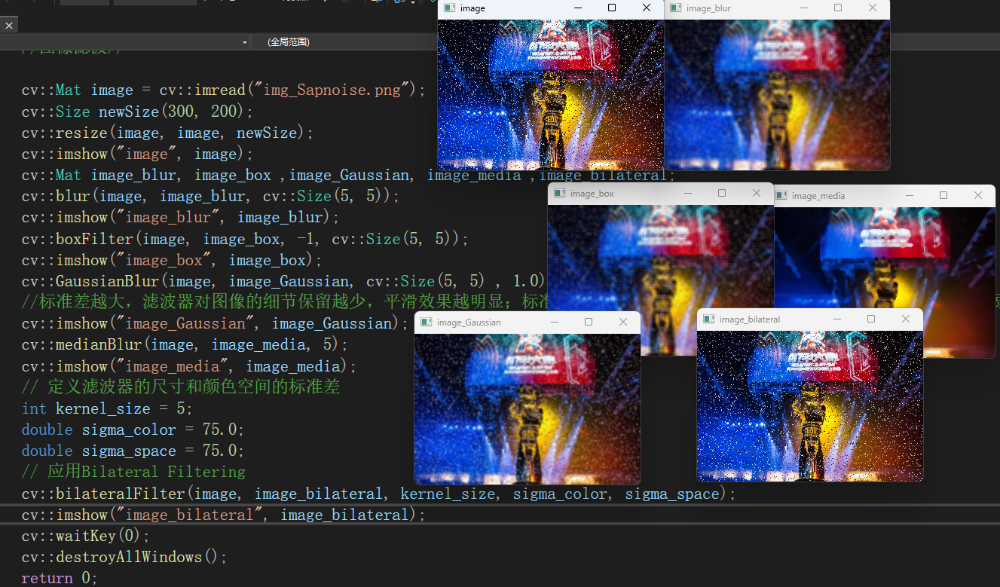 image
image_blur
(全局范围)
//图像滤波//
cv::Mat image = cv::imread("img_Sapnoise.png");
cv::Size newSize(300, 200);
cv::resize(image, image, newSize);
cv::imshow("image", image);
cv::Mat image_blur, image_box ,image_Gaussian, image_media ,image_bilateral;
cv::blur(image, image_blur, cv::Size(5, 5));
image_box
image_media
cv::imshow("image_blur", image_blur);
cv::boxFilter(image, image_box, -1, cv::Size(5, 5));
cv::imshow("image_box", image_box);
cv::GaussianBlur(image, image_Gaussian, cv::Size(5, 5) , 1.0)
//标准差越大，滤波器对图像的细节保留越少，平滑效果越明显；标准
image_Gaussian
image_bilateral
cv::imshow("image_Gaussian", image_Gaussian);
cv::medianBlur(image, image_media, 5);
cv::imshow("image_media", image_media);
// 定义滤波器的尺寸和颜色空间的标准差
int kernel_size = 5;
double sigma_color = 75.0;
double sigma_space = 75.0;
// 应用Bilateral Filtering
cv::bilateralFilter(image, image_bilateral, kernel_size, sigma_color, sigma_space);
cv::imshow("image_bilateral", image_bilateral);
cv::waitKey(0);
cv::destroyAllWindows();
return 0;